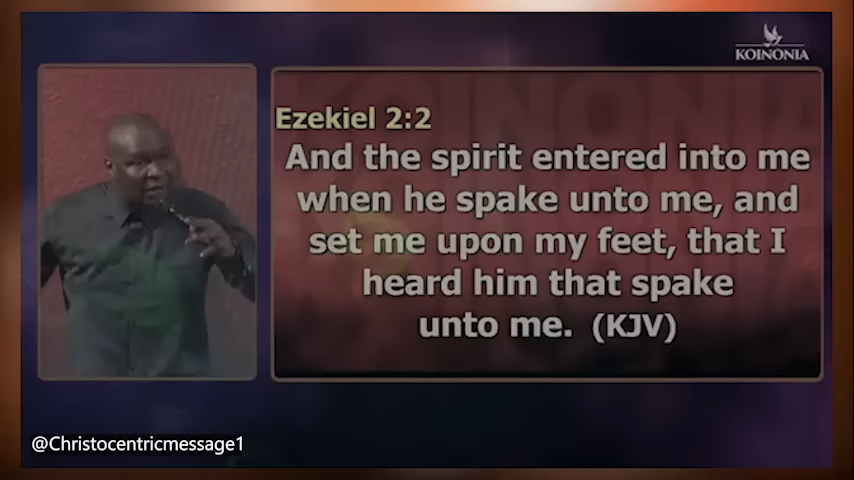 KOINONIA
Ezekiel 2:2
And the spirit entered into me
when he spake unto me, and
set me upon my feet, that I
heard him that spake
unto me. (KJV)
@Christocentricmessage1